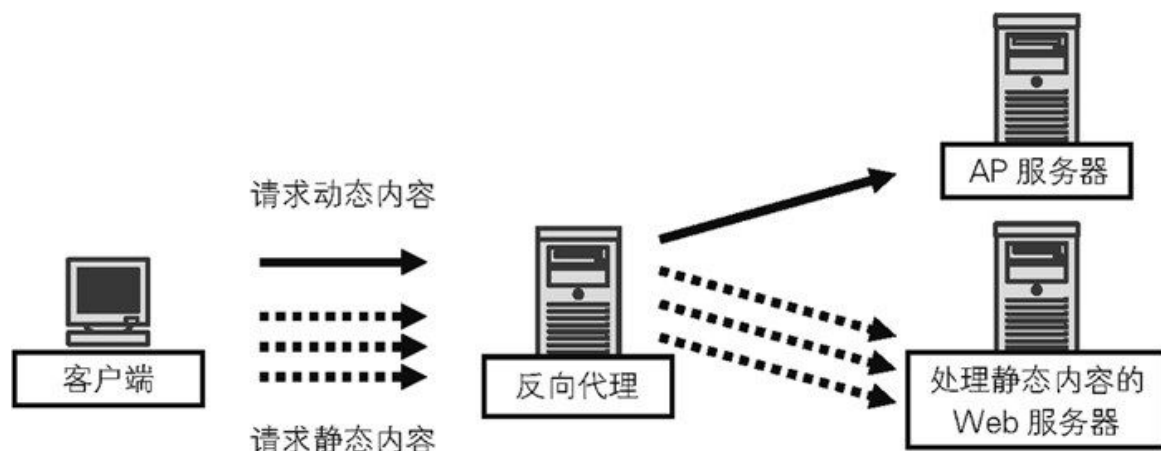 AP 服务器
请求动态内容
客户端
反向代理
处理静态内容的
Web 服务器
请求静态内容